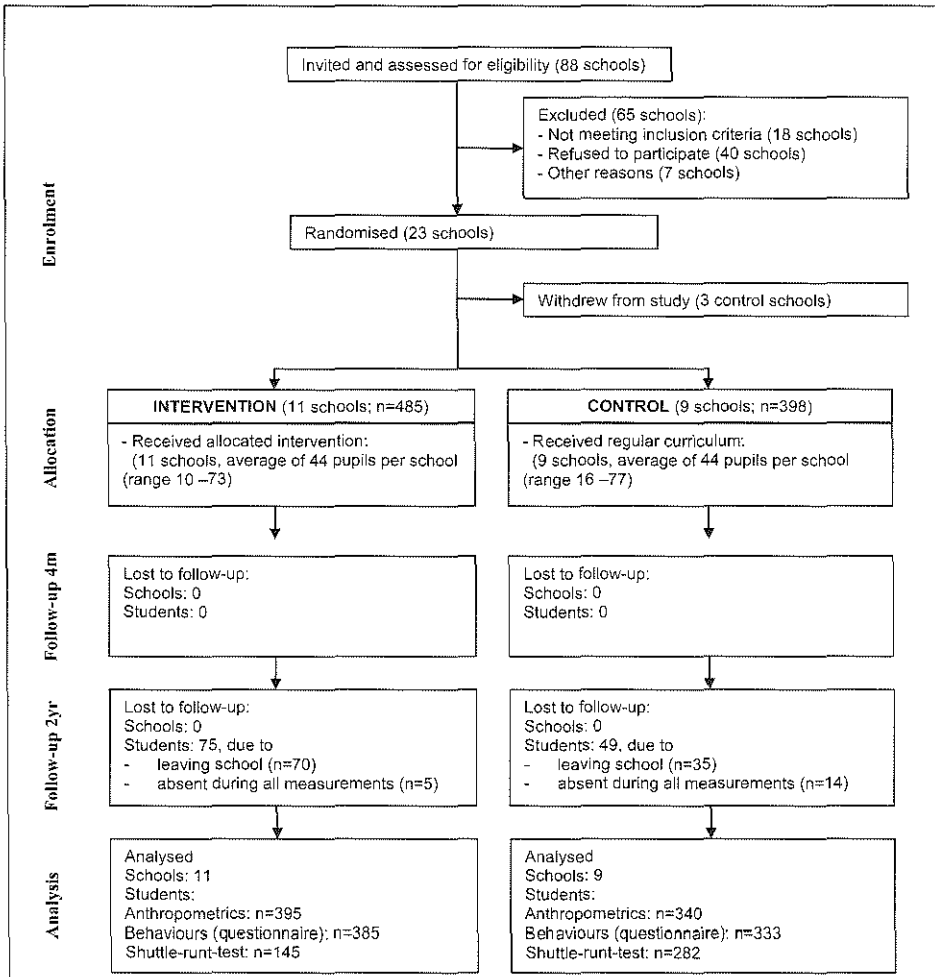 Invited and assessed for eligibility (88 schools)
Excluded (65 schools):
- Not meeting inclusion criteria (18 schools)
- Refused to participate (40 schools)
- Other reasons (7 schools)
Enrolment
Randomised (23 schools)
Withdrew from study (3 control schools)
Allocation
INTERVENTION (11 schools; n=485)
- Received allocated intervention:
(11 schools, average of 44 pupils per school
(range 10 –73)
CONTROL (9 schools; n=398)
- Received regular curriculum:
(9 schools, average of 44 pupils per school
(range 16 –77)
Follow-up 4m
Lost to follow-up:
Schools: 0
Students: 0
Lost to follow-up:
Schools: 0
Students: 0
Follow-up 2yr
Lost to follow-up:
Schools: 0
Students: 75, due to
- leaving school (n=70)
- absent during all measurements (n=5)
Lost to follow-up:
Schools: 0
Students: 49, due to
- leaving school (n=35)
- absent during all measurements (n=14)
Analysis
Analysed
Schools: 11
Students:
Anthropometrics: n=395
Behaviours (questionnaire): n=385
Shuttle-runt-test: n=145
Analysed
Schools: 9
Students:
Anthropometrics: n=340
Behaviours (questionnaire): n=333
Shuttle-runt-test: n=282